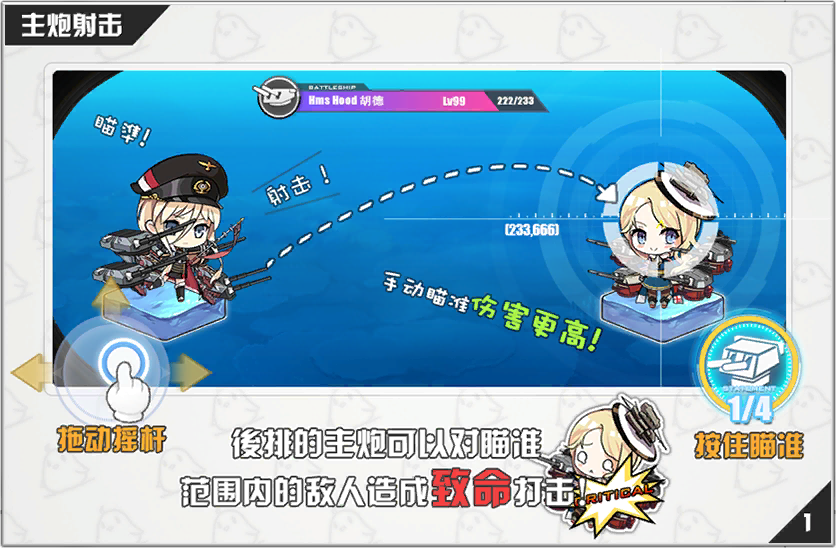 主炮射击
BATTLESHIP
Hms Hood 胡德 Lv99 222/233
瞄准!
射击!
(233,666)
手动瞄准伤害更高!
STATEMENT
1/4
拖动摇杆
按住瞄准
後排的主炮可以对瞄准
范围内的敌人造成致命打击
CRITICAL
1